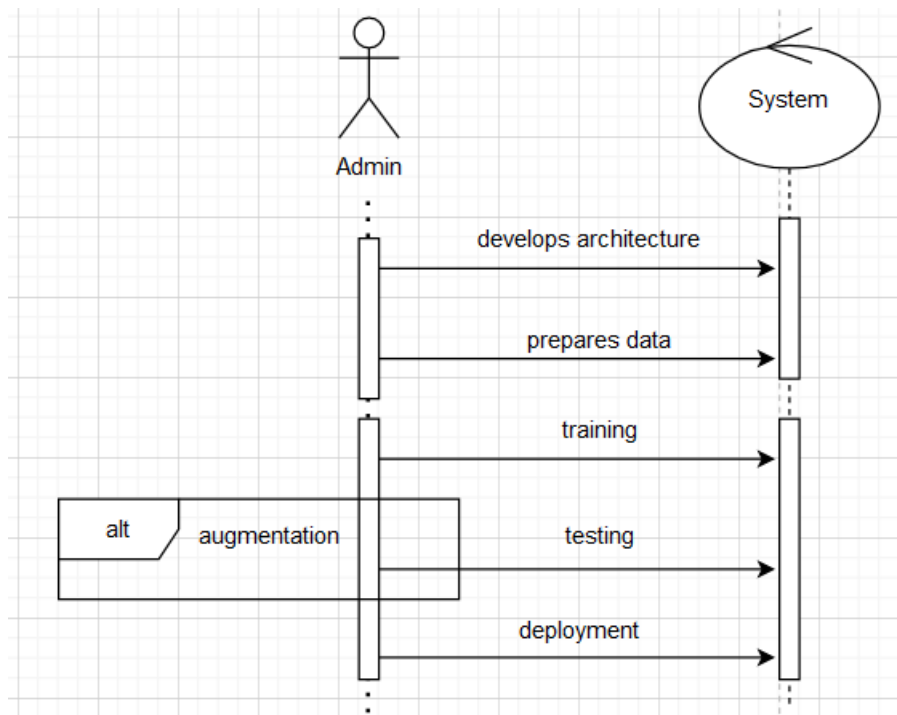 System
Admin
develops architecture
prepares data
training
alt
augmentation
testing
deployment